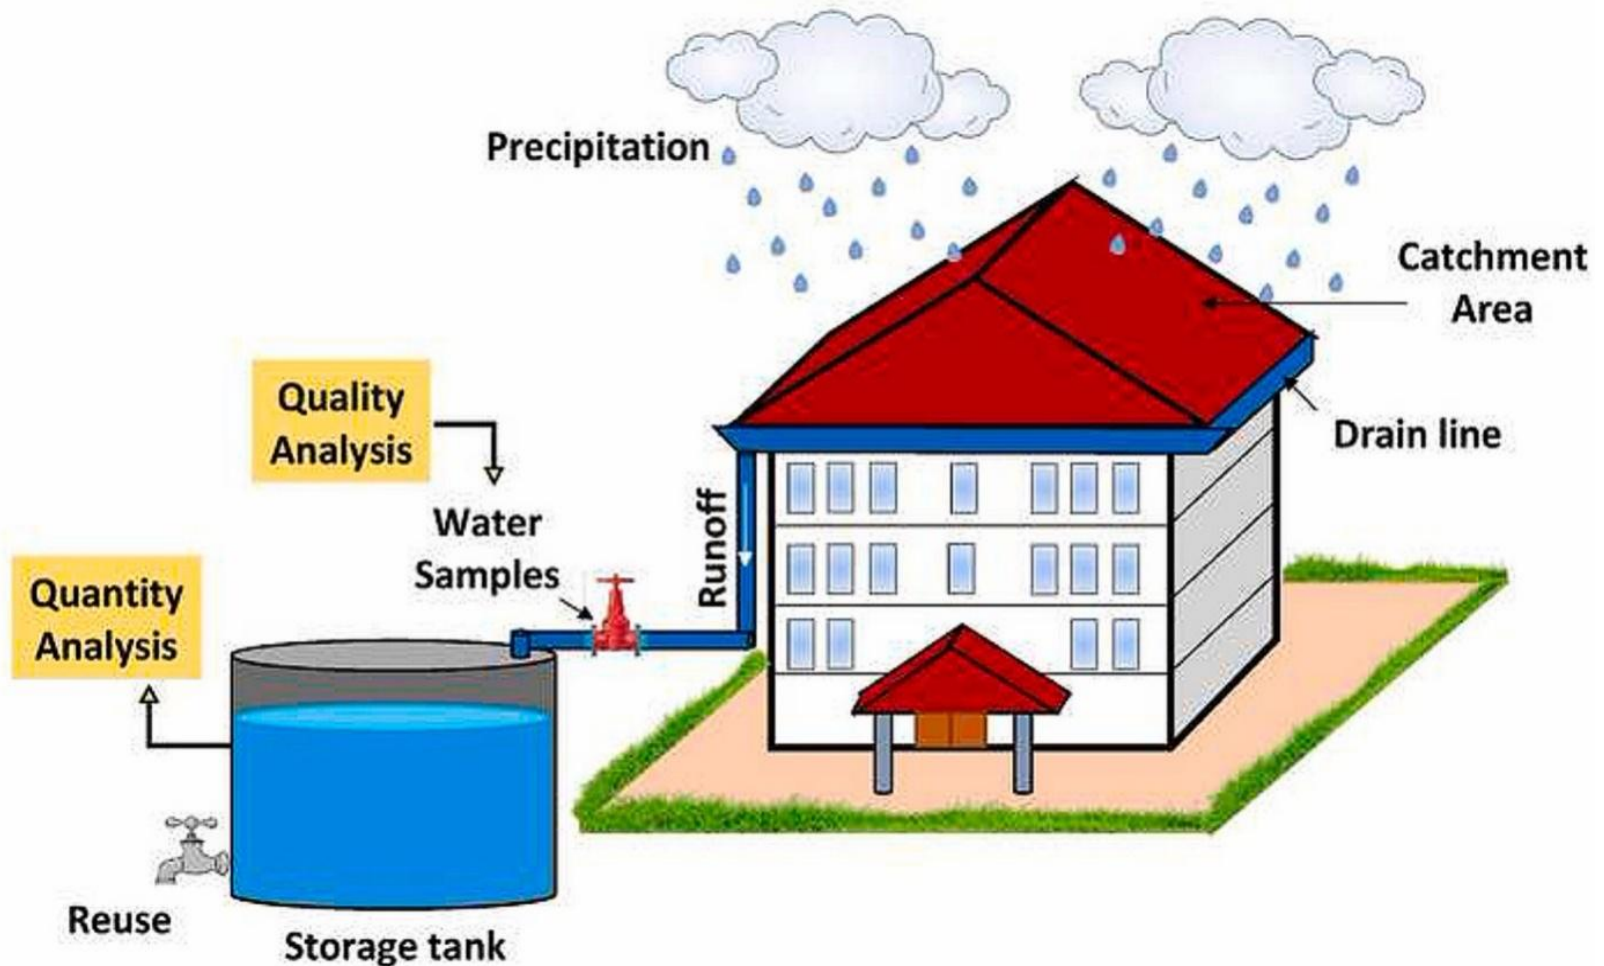 Precipitation
Catchment
Area
Drain line
Quality
Analysis
Water
Samples
Runoff
Quantity
Analysis
Reuse
Storage tank